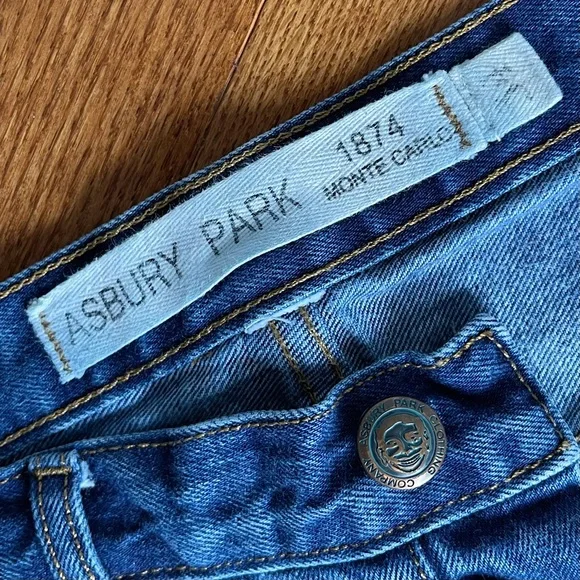 ASBURY PARK
1874
MONTE CARLO
ASBURY PARK CLOTHING COMPANY